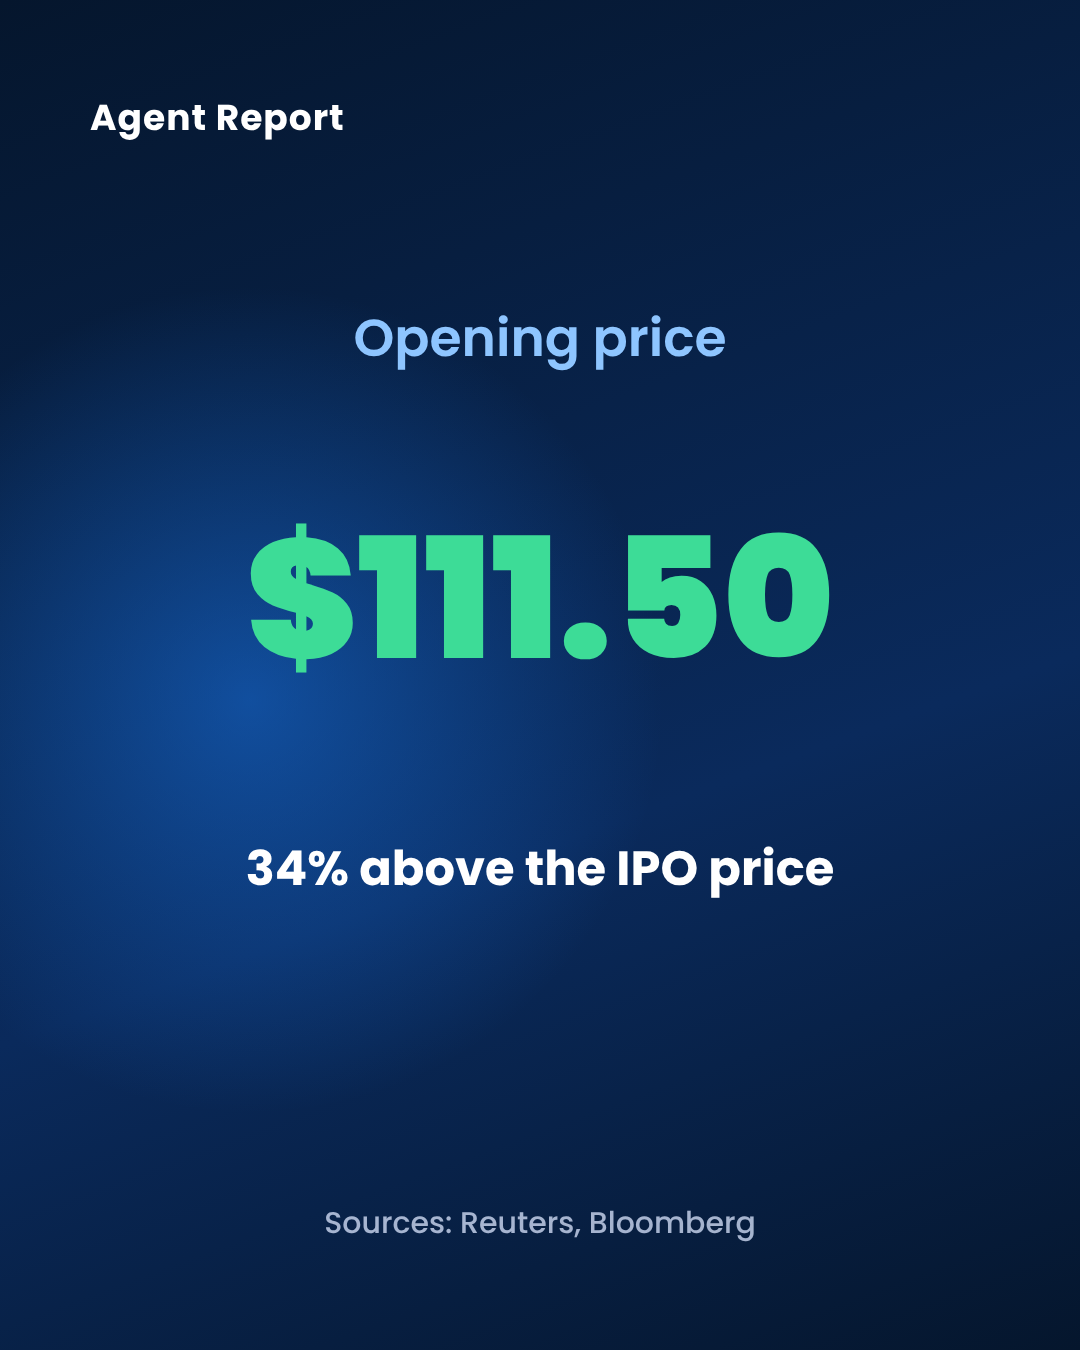 Agent Report
Opening price
$111.50
34% above the IPO price
Sources: Reuters, Bloomberg